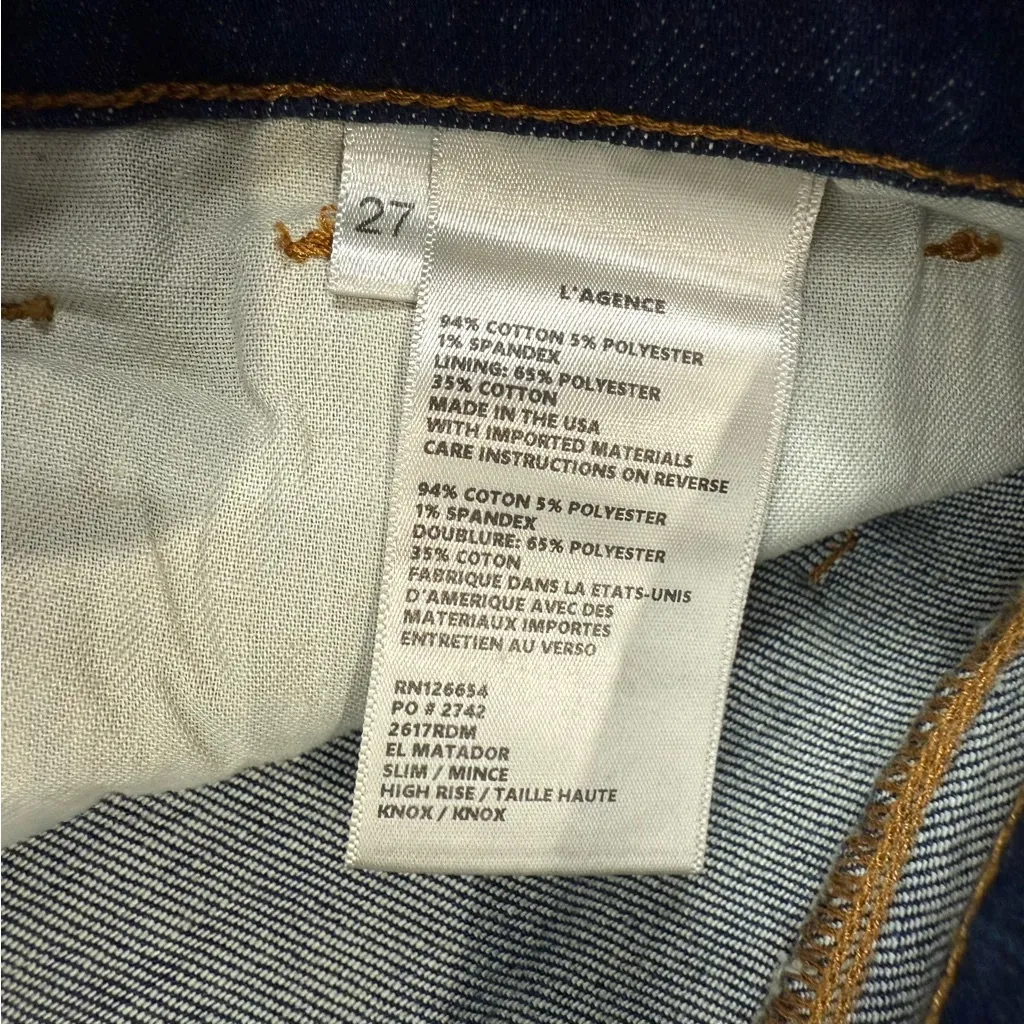 27
L'AGENCE
94% COTTON 5% POLYESTER
1% SPANDEX
LINING: 65% POLYESTER
35% COTTON
MADE IN THE USA
WITH IMPORTED MATERIALS
CARE INSTRUCTIONS ON REVERSE
94% COTON 5% POLYESTER
1% SPANDEX
DOUBLURE: 65% POLYESTER
35% COTON
FABRIQUE DANS LA ETATS-UNIS
D'AMERIQUE AVEC DES
MATERIAUX IMPORTES
ENTRETIEN AU VERSO
RN126654
PO # 2742
2617RDM
EL MATADOR
SLIM / MINCE
HIGH RISE / TAILLE HAUTE
KNOX / KNOX